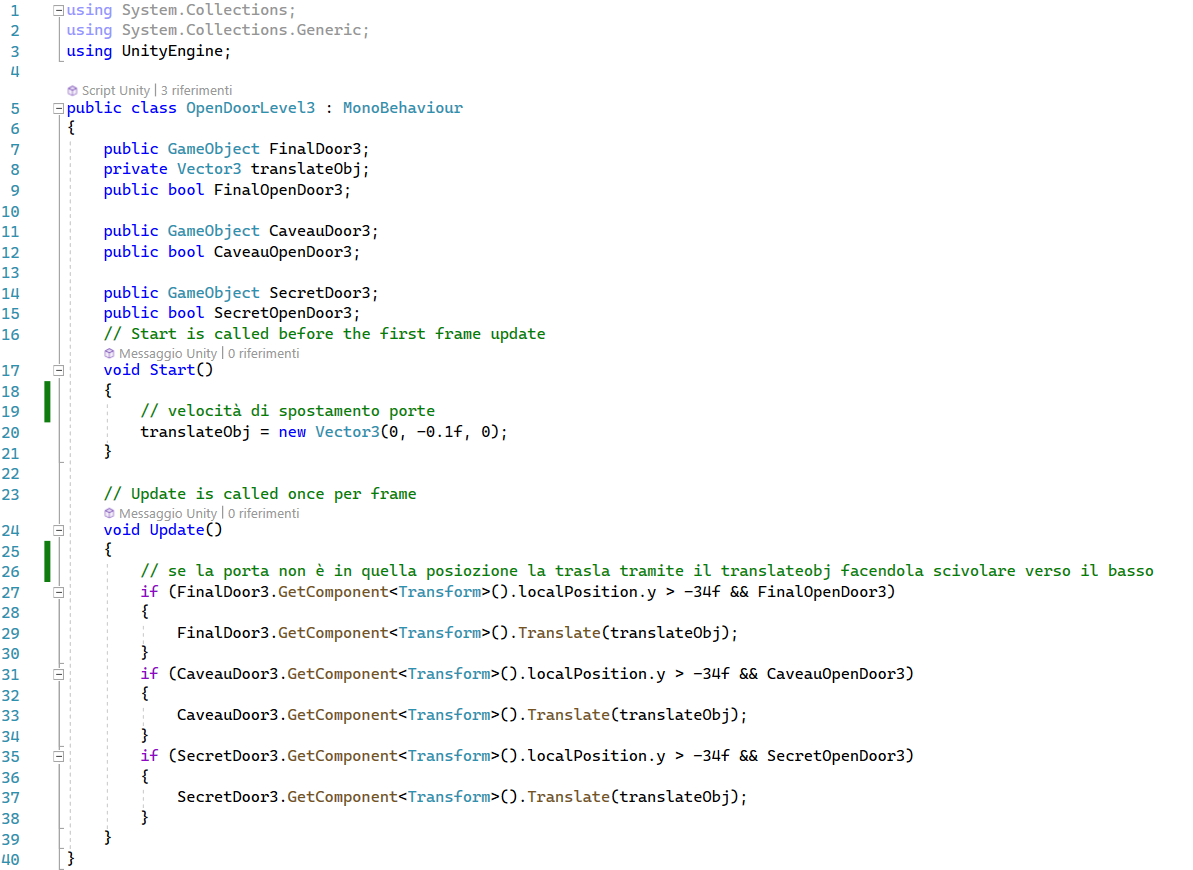 1 using System.Collections;
2 using System.Collections.Generic;
3 using UnityEngine;
4
Script Unity | 3 riferimenti
5 public class OpenDoorLevel3 : MonoBehaviour
6 {
7 public GameObject FinalDoor3;
8 private Vector3 translateObj;
9 public bool FinalOpenDoor3;
10
11 public GameObject CaveauDoor3;
12 public bool CaveauOpenDoor3;
13
14 public GameObject SecretDoor3;
15 public bool SecretOpenDoor3;
16 // Start is called before the first frame update
Messaggio Unity | 0 riferimenti
17 void Start()
18 {
19 // velocità di spostamento porte
20 translateObj = new Vector3(0, -0.1f, 0);
21 }
22
23 // Update is called once per frame
Messaggio Unity | 0 riferimenti
24 void Update()
25 {
26 // se la porta non è in quella posiozione la trasla tramite il translateobj facendola scivolare verso il basso
27 if (FinalDoor3.GetComponent<Transform>().localPosition.y > -34f && FinalOpenDoor3)
28 {
29 FinalDoor3.GetComponent<Transform>().Translate(translateObj);
30 }
31 if (CaveauDoor3.GetComponent<Transform>().localPosition.y > -34f && CaveauOpenDoor3)
32 {
33 CaveauDoor3.GetComponent<Transform>().Translate(translateObj);
34 }
35 if (SecretDoor3.GetComponent<Transform>().localPosition.y > -34f && SecretOpenDoor3)
36 {
37 SecretDoor3.GetComponent<Transform>().Translate(translateObj);
38 }
39 }
40 }